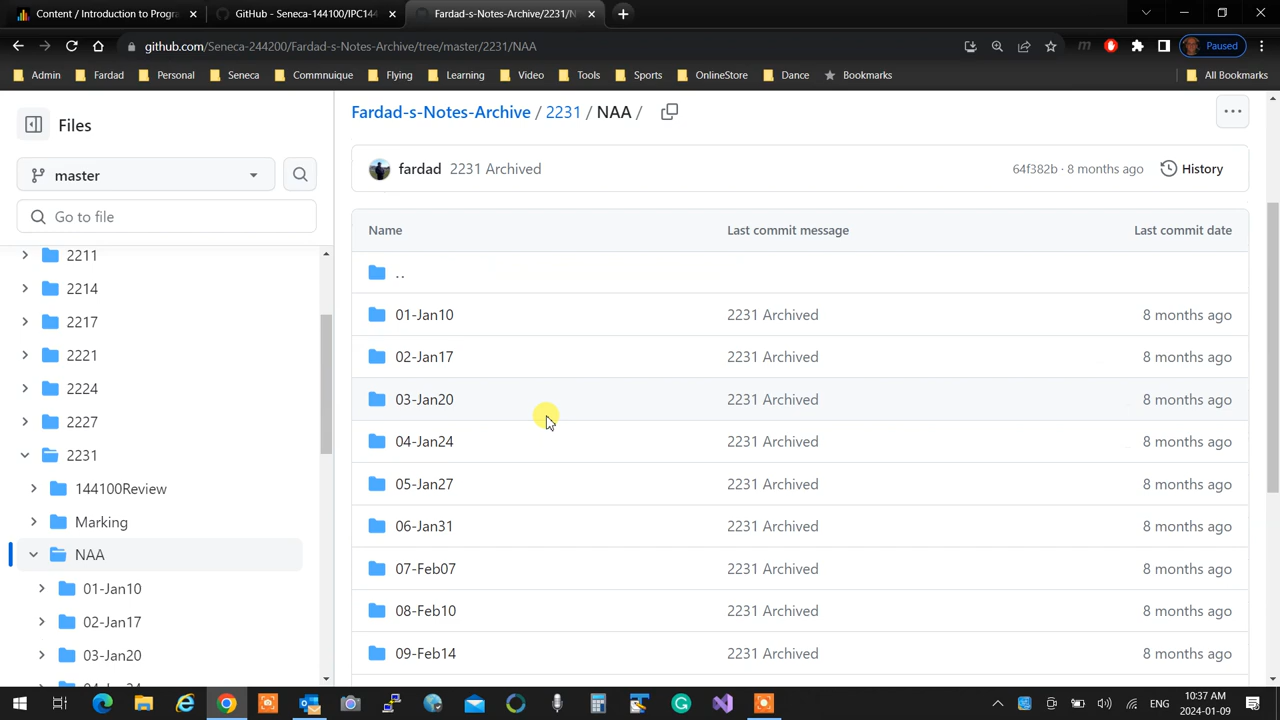 Content / Introduction to Progra
GitHub - Seneca-144100/IPC144
Fardad-s-Notes-Archive/2231/N
github.com/Seneca-244200/Fardad-s-Notes-Archive/tree/master/2231/NAA
Paused
Admin
Fardad
Personal
Seneca
Commnuique
Flying
Learning
Video
Tools
Sports
OnlineStore
Dance
Bookmarks
All Bookmarks
Files
master
Go to file
2211
2214
2217
2221
2224
2227
2231
144100Review
Marking
NAA
01-Jan10
02-Jan17
03-Jan20
Fardad-s-Notes-Archive / 2231 / NAA /
fardad 2231 Archived 64f382b · 8 months ago History
Name Last commit message Last commit date
..
01-Jan10 2231 Archived 8 months ago
02-Jan17 2231 Archived 8 months ago
03-Jan20 2231 Archived 8 months ago
04-Jan24 2231 Archived 8 months ago
05-Jan27 2231 Archived 8 months ago
06-Jan31 2231 Archived 8 months ago
07-Feb07 2231 Archived 8 months ago
08-Feb10 2231 Archived 8 months ago
09-Feb14 2231 Archived 8 months ago
ENG
10:37 AM
2024-01-09